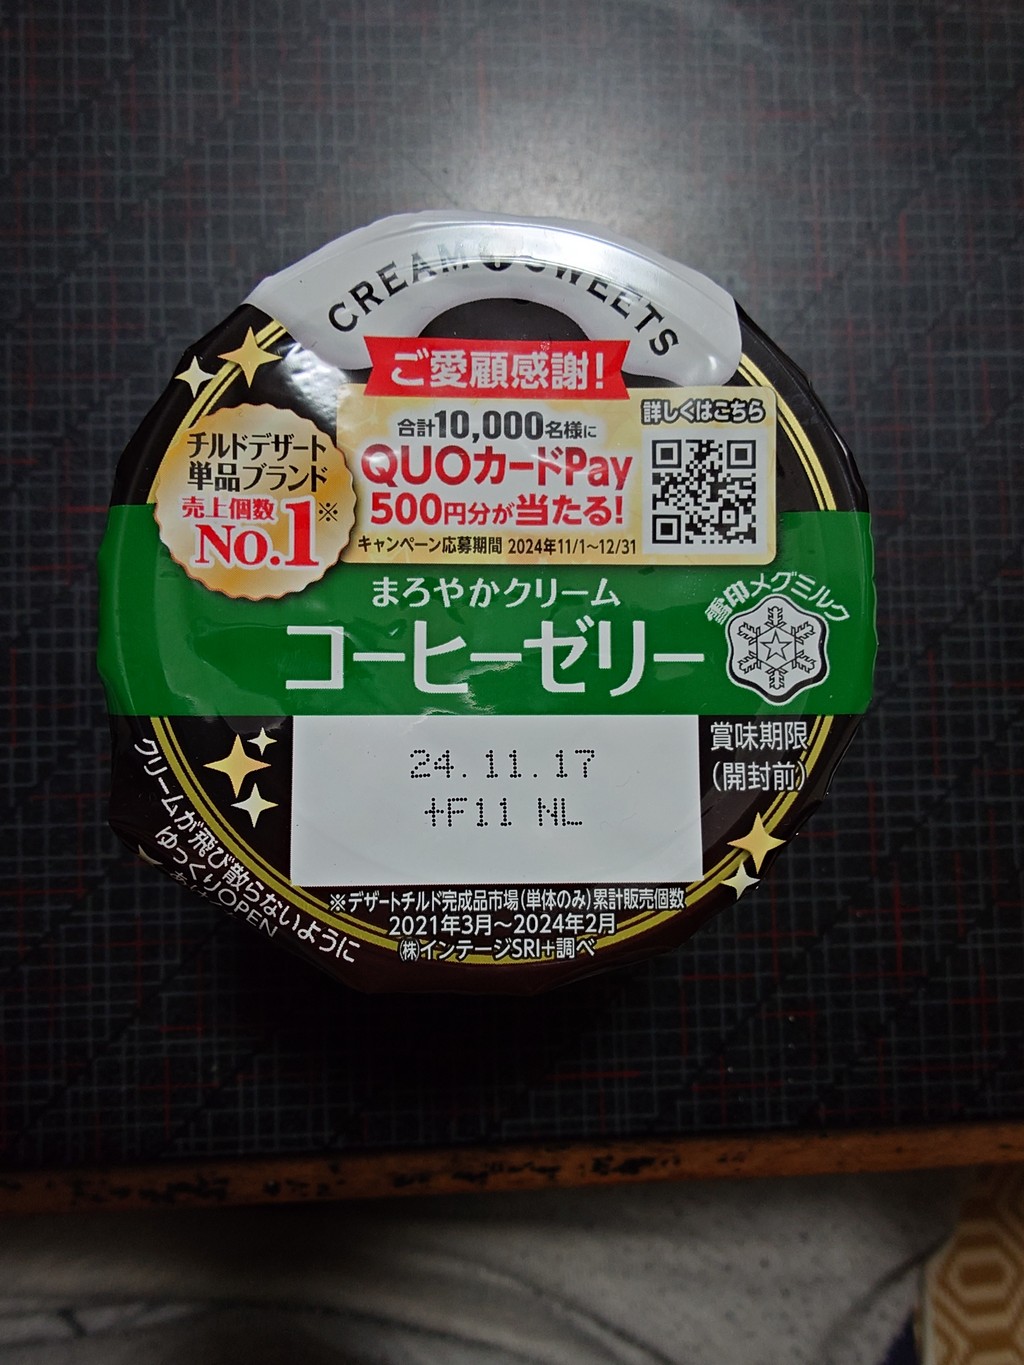 CREAM SWEETS
ご愛顧感謝!
合計10,000名様に
QUOカードPay
500円分が当たる!
キャンペーン応募期間 2024年11/1~12/31
詳しくはこちら
チルドデザート
単品ブランド
売上個数
No.1※
まろやかクリーム
コーヒーゼリー
雪印メグミルク
24.11.17
+F11 NL
賞味期限
(開封前)
クリームが飛び散らないように
ゆっくりOPEN
※デザートチルド完成品市場(単体のみ)累計販売個数
2021年3月~2024年2月
(株)インテージSRI+調べ